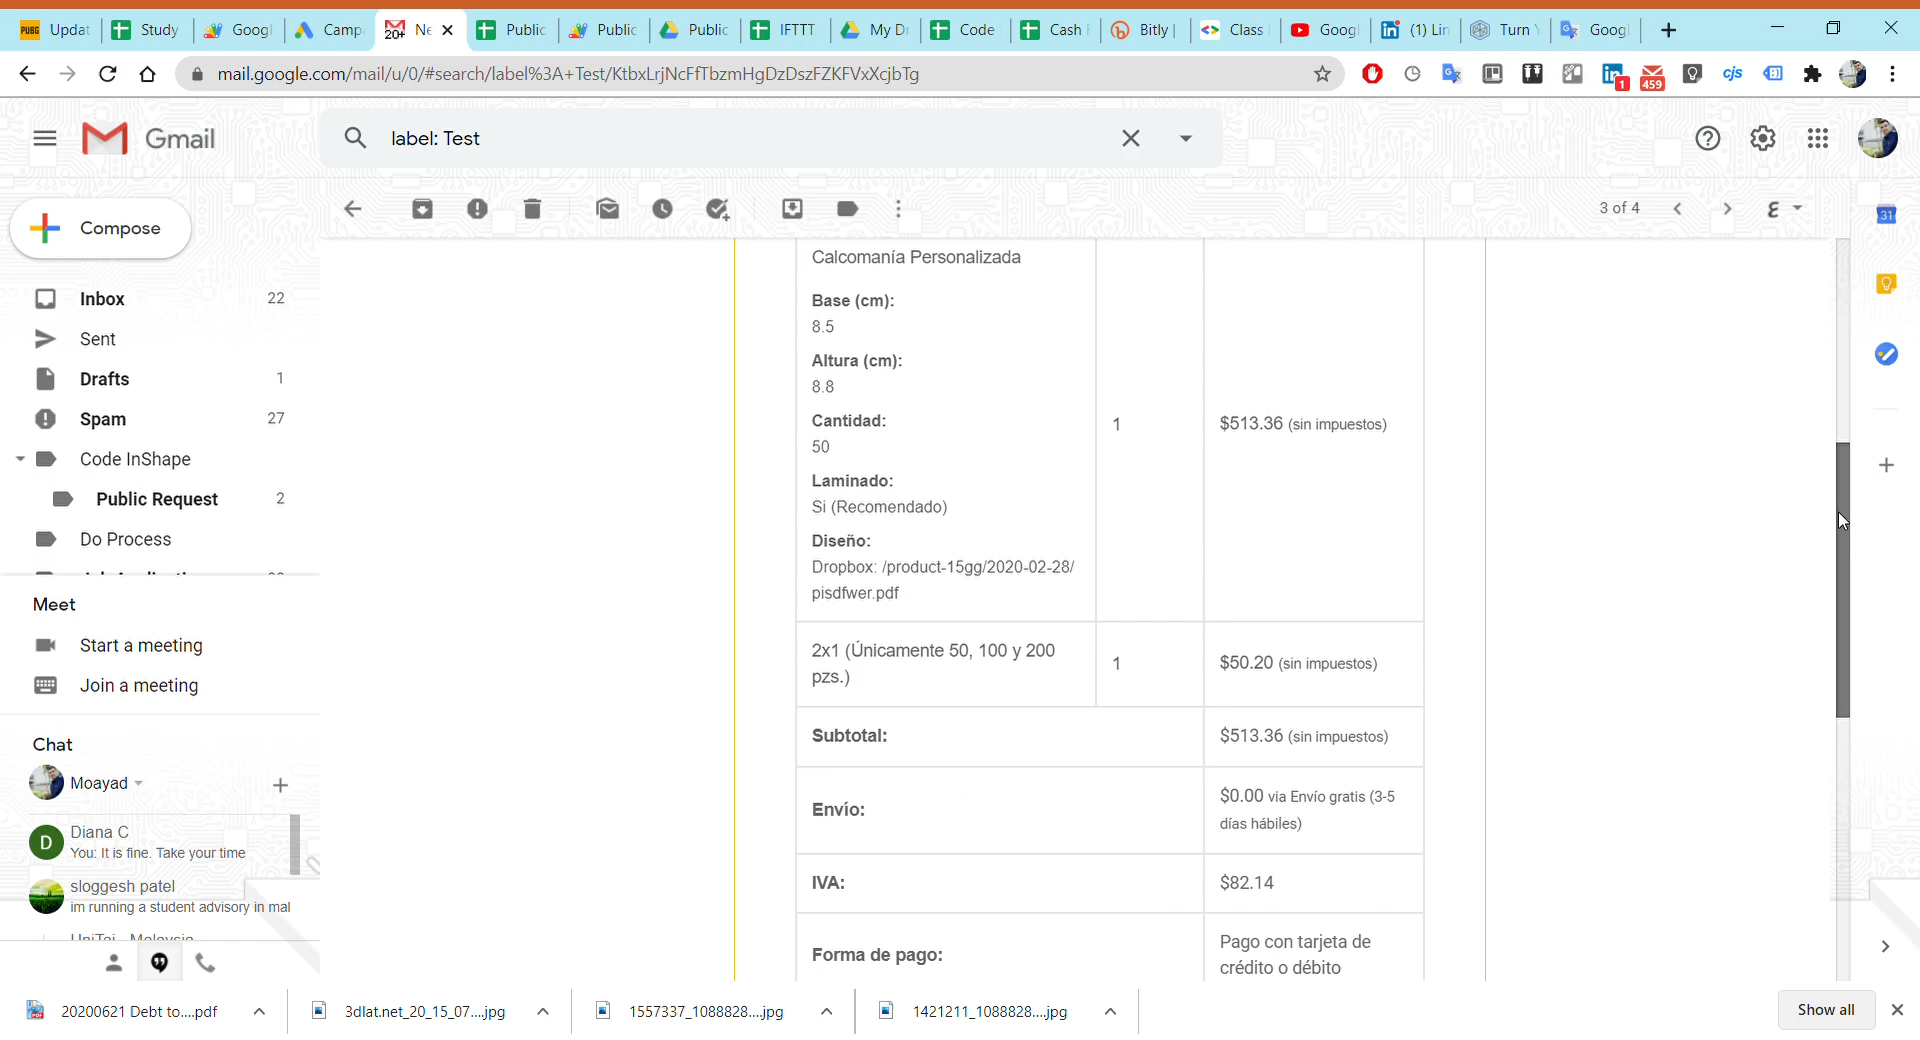 PUBG Updat Study Googl Camp 20+ Ne Public Public Public IFTTT My Dr Code Cash Bitly | Class Googl (1) Lin Turn Googl
mail.google.com/mail/u/0/#search/label%3A+Test/KtbxLrjNcFfTbzmHgDzDszFZKFVxXcjbTg
1 459 cjs
Gmail
label: Test
Compose
3 of 4
31
Inbox 22
Sent
Drafts 1
Spam 27
Code InShape
Public Request 2
Do Process
Meet
Start a meeting
Join a meeting
Chat
Moayad
D
Diana C
You: It is fine. Take your time
sloggesh patel
im running a student advisory in mal
Calcomanía Personalizada
Base (cm):
8.5
Altura (cm):
8.8
Cantidad:
50
Laminado:
Si (Recomendado)
Diseño:
Dropbox: /product-15gg/2020-02-28/
pisdfwer.pdf
1
$513.36 (sin impuestos)
2x1 (Únicamente 50, 100 y 200
pzs.)
1
$50.20 (sin impuestos)
Subtotal:
$513.36 (sin impuestos)
Envío:
$0.00 via Envío gratis (3-5
días hábiles)
IVA:
$82.14
Forma de pago:
Pago con tarjeta de
crédito o débito
20200621 Debt to....pdf
3dlat.net_20_15_07....jpg
1557337_1088828....jpg
1421211_1088828....jpg
Show all